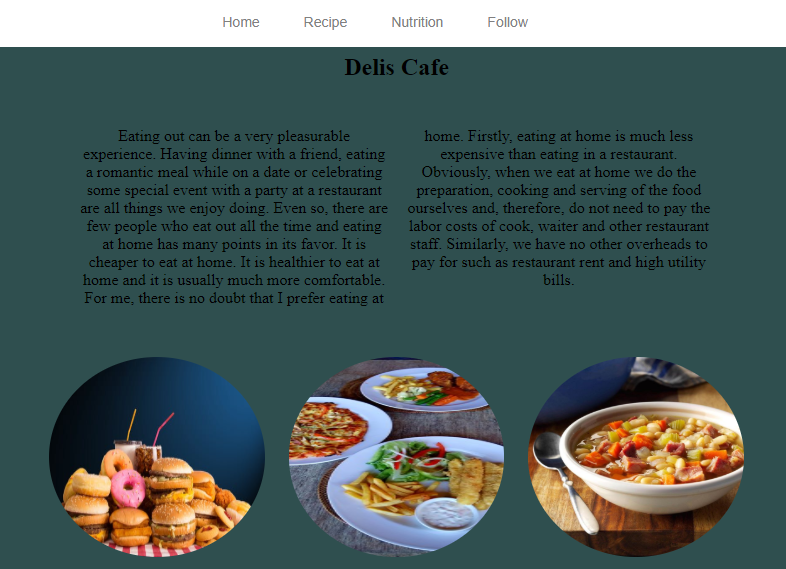 Home Recipe Nutrition Follow
Delis Cafe
Eating out can be a very pleasurable
experience. Having dinner with a friend, eating
a romantic meal while on a date or celebrating
some special event with a party at a restaurant
are all things we enjoy doing. Even so, there are
few people who eat out all the time and eating
at home has many points in its favor. It is
cheaper to eat at home. It is healthier to eat at
home and it is usually much more comfortable.
For me, there is no doubt that I prefer eating at
home. Firstly, eating at home is much less
expensive than eating in a restaurant.
Obviously, when we eat at home we do the
preparation, cooking and serving of the food
ourselves and, therefore, do not need to pay the
labor costs of cook, waiter and other restaurant
staff. Similarly, we have no other overheads to
pay for such as restaurant rent and high utility
bills.